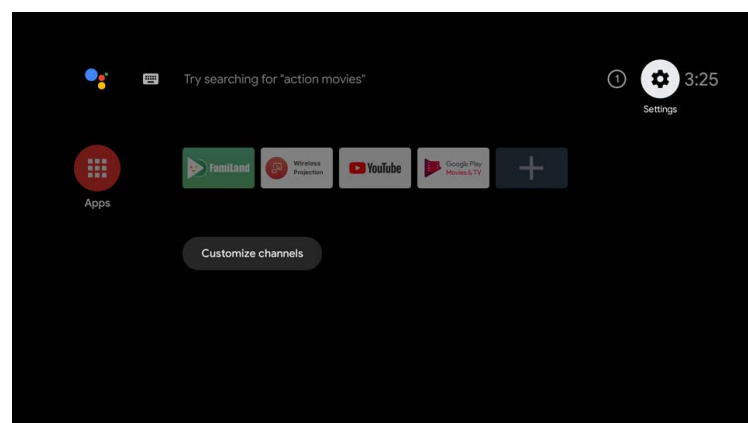 Try searching for "action movies"
1
3:25
Settings
FamiLand
Wireless
Projection
YouTube
Google Play
Movies & TV
Apps
Customize channels